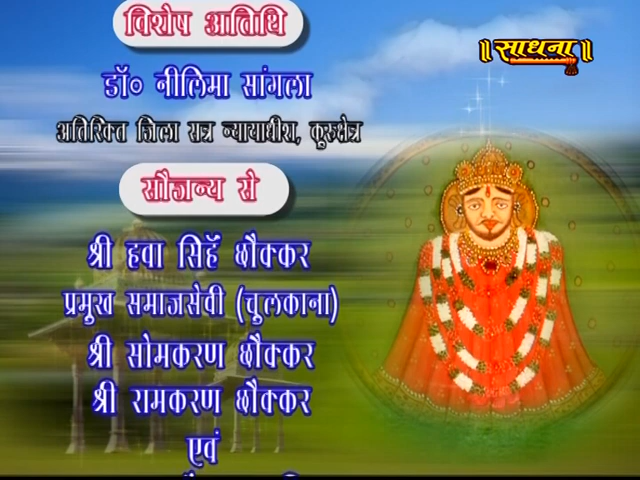 विशेष अतिथि
॥ साधना ॥
डॉ० नीलिमा सांगला
अतिरिक्त जिला सत्र न्यायाधीश, कुरुक्षेत्र
सौजन्य से
श्री हवा सिहँ छौक्कर
प्रमुख समाजसेवी (चुलकाना)
श्री सोमकरण छौक्कर
श्री रामकरण छौक्कर
एवं